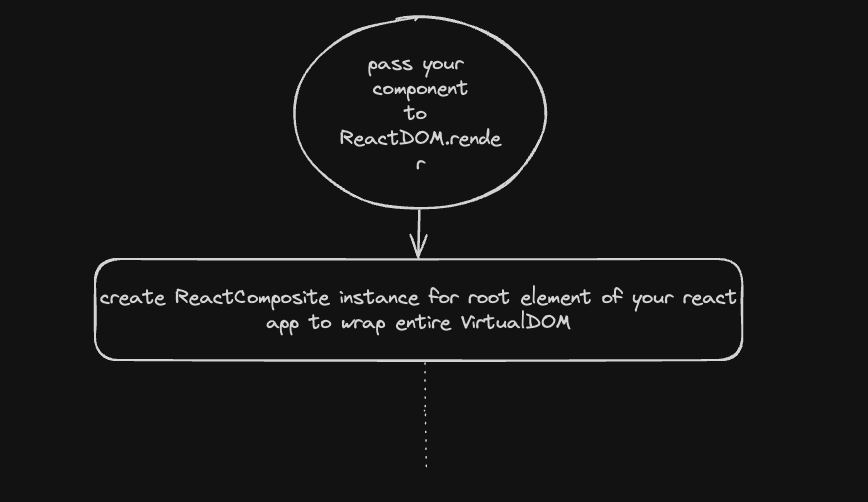 pass your
component
to
ReactDOM.rende
r
create ReactComposite instance for root element of your react
app to wrap entire VirtualDOM